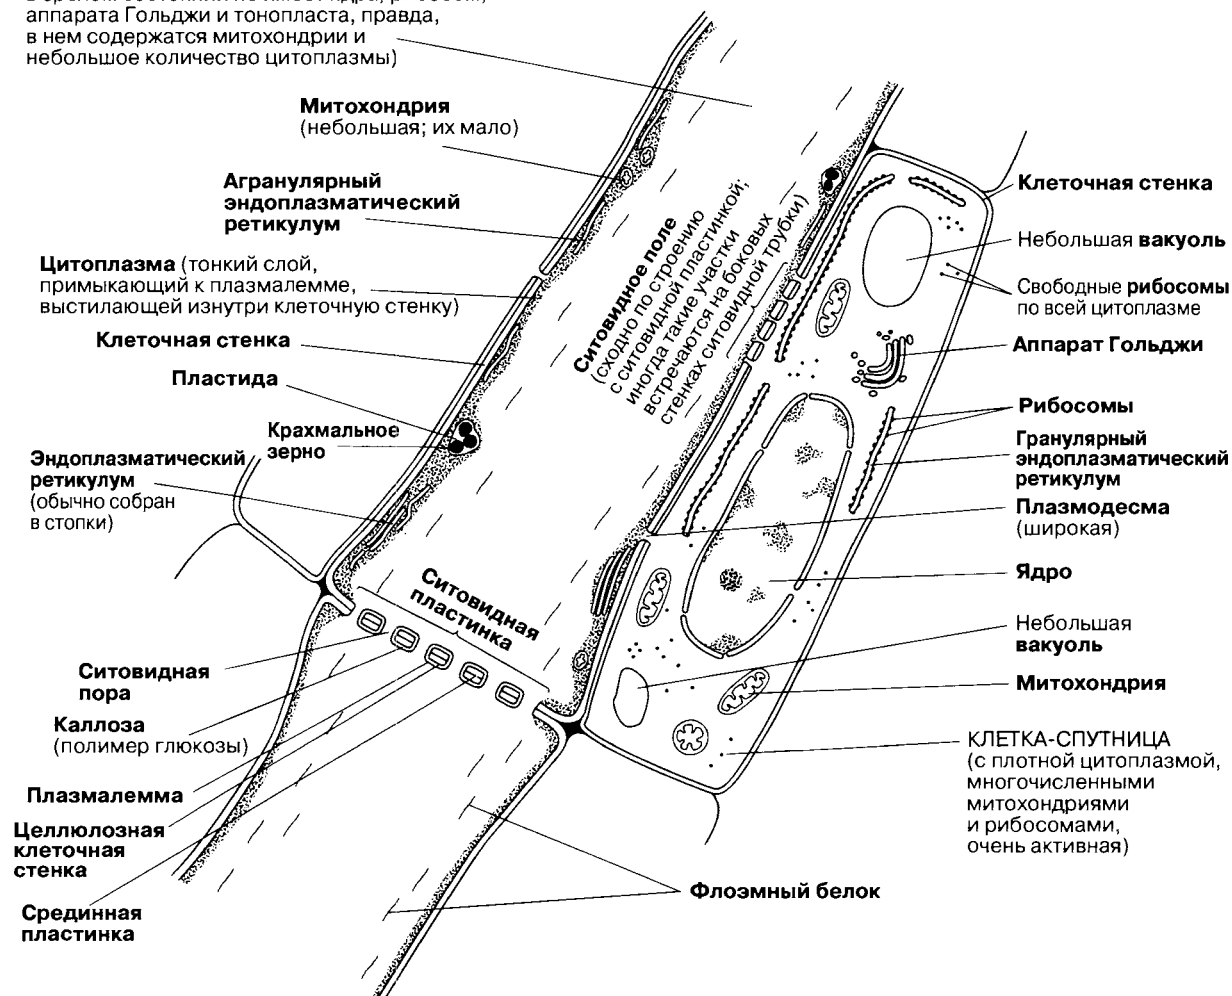 аппарата Гольджи и тонопласта, правда,
в нем содержатся митохондрии и
небольшое количество цитоплазмы)
Митохондрия
(небольшая; их мало)
Агранулярный
эндоплазматический
ретикулум
Цитоплазма (тонкий слой,
примыкающий к плазмалемме,
выстилающей изнутри клеточную стенку)
Клеточная стенка
Пластида
Крахмальное
зерно
Эндоплазматический
ретикулум
(обычно собран
в стопки)
Ситовидное поле
(сходно по строению
с ситовидной пластинкой;
иногда такие участки
встречаются на боковых
стенках ситовидной трубки)
Ситовидная
пластинка
Ситовидная
пора
Каллоза
(полимер глюкозы)
Плазмалемма
Целлюлозная
клеточная
стенка
Срединная
пластинка
Клеточная стенка
Небольшая вакуоль
Свободные рибосомы
по всей цитоплазме
Аппарат Гольджи
Рибосомы
Гранулярный
эндоплазматический
ретикулум
Плазмодесма
(широкая)
Ядро
Небольшая
вакуоль
Митохондрия
КЛЕТКА-СПУТНИЦА
(с плотной цитоплазмой,
многочисленными
митохондриями
и рибосомами,
очень активная)
Флоэмный белок